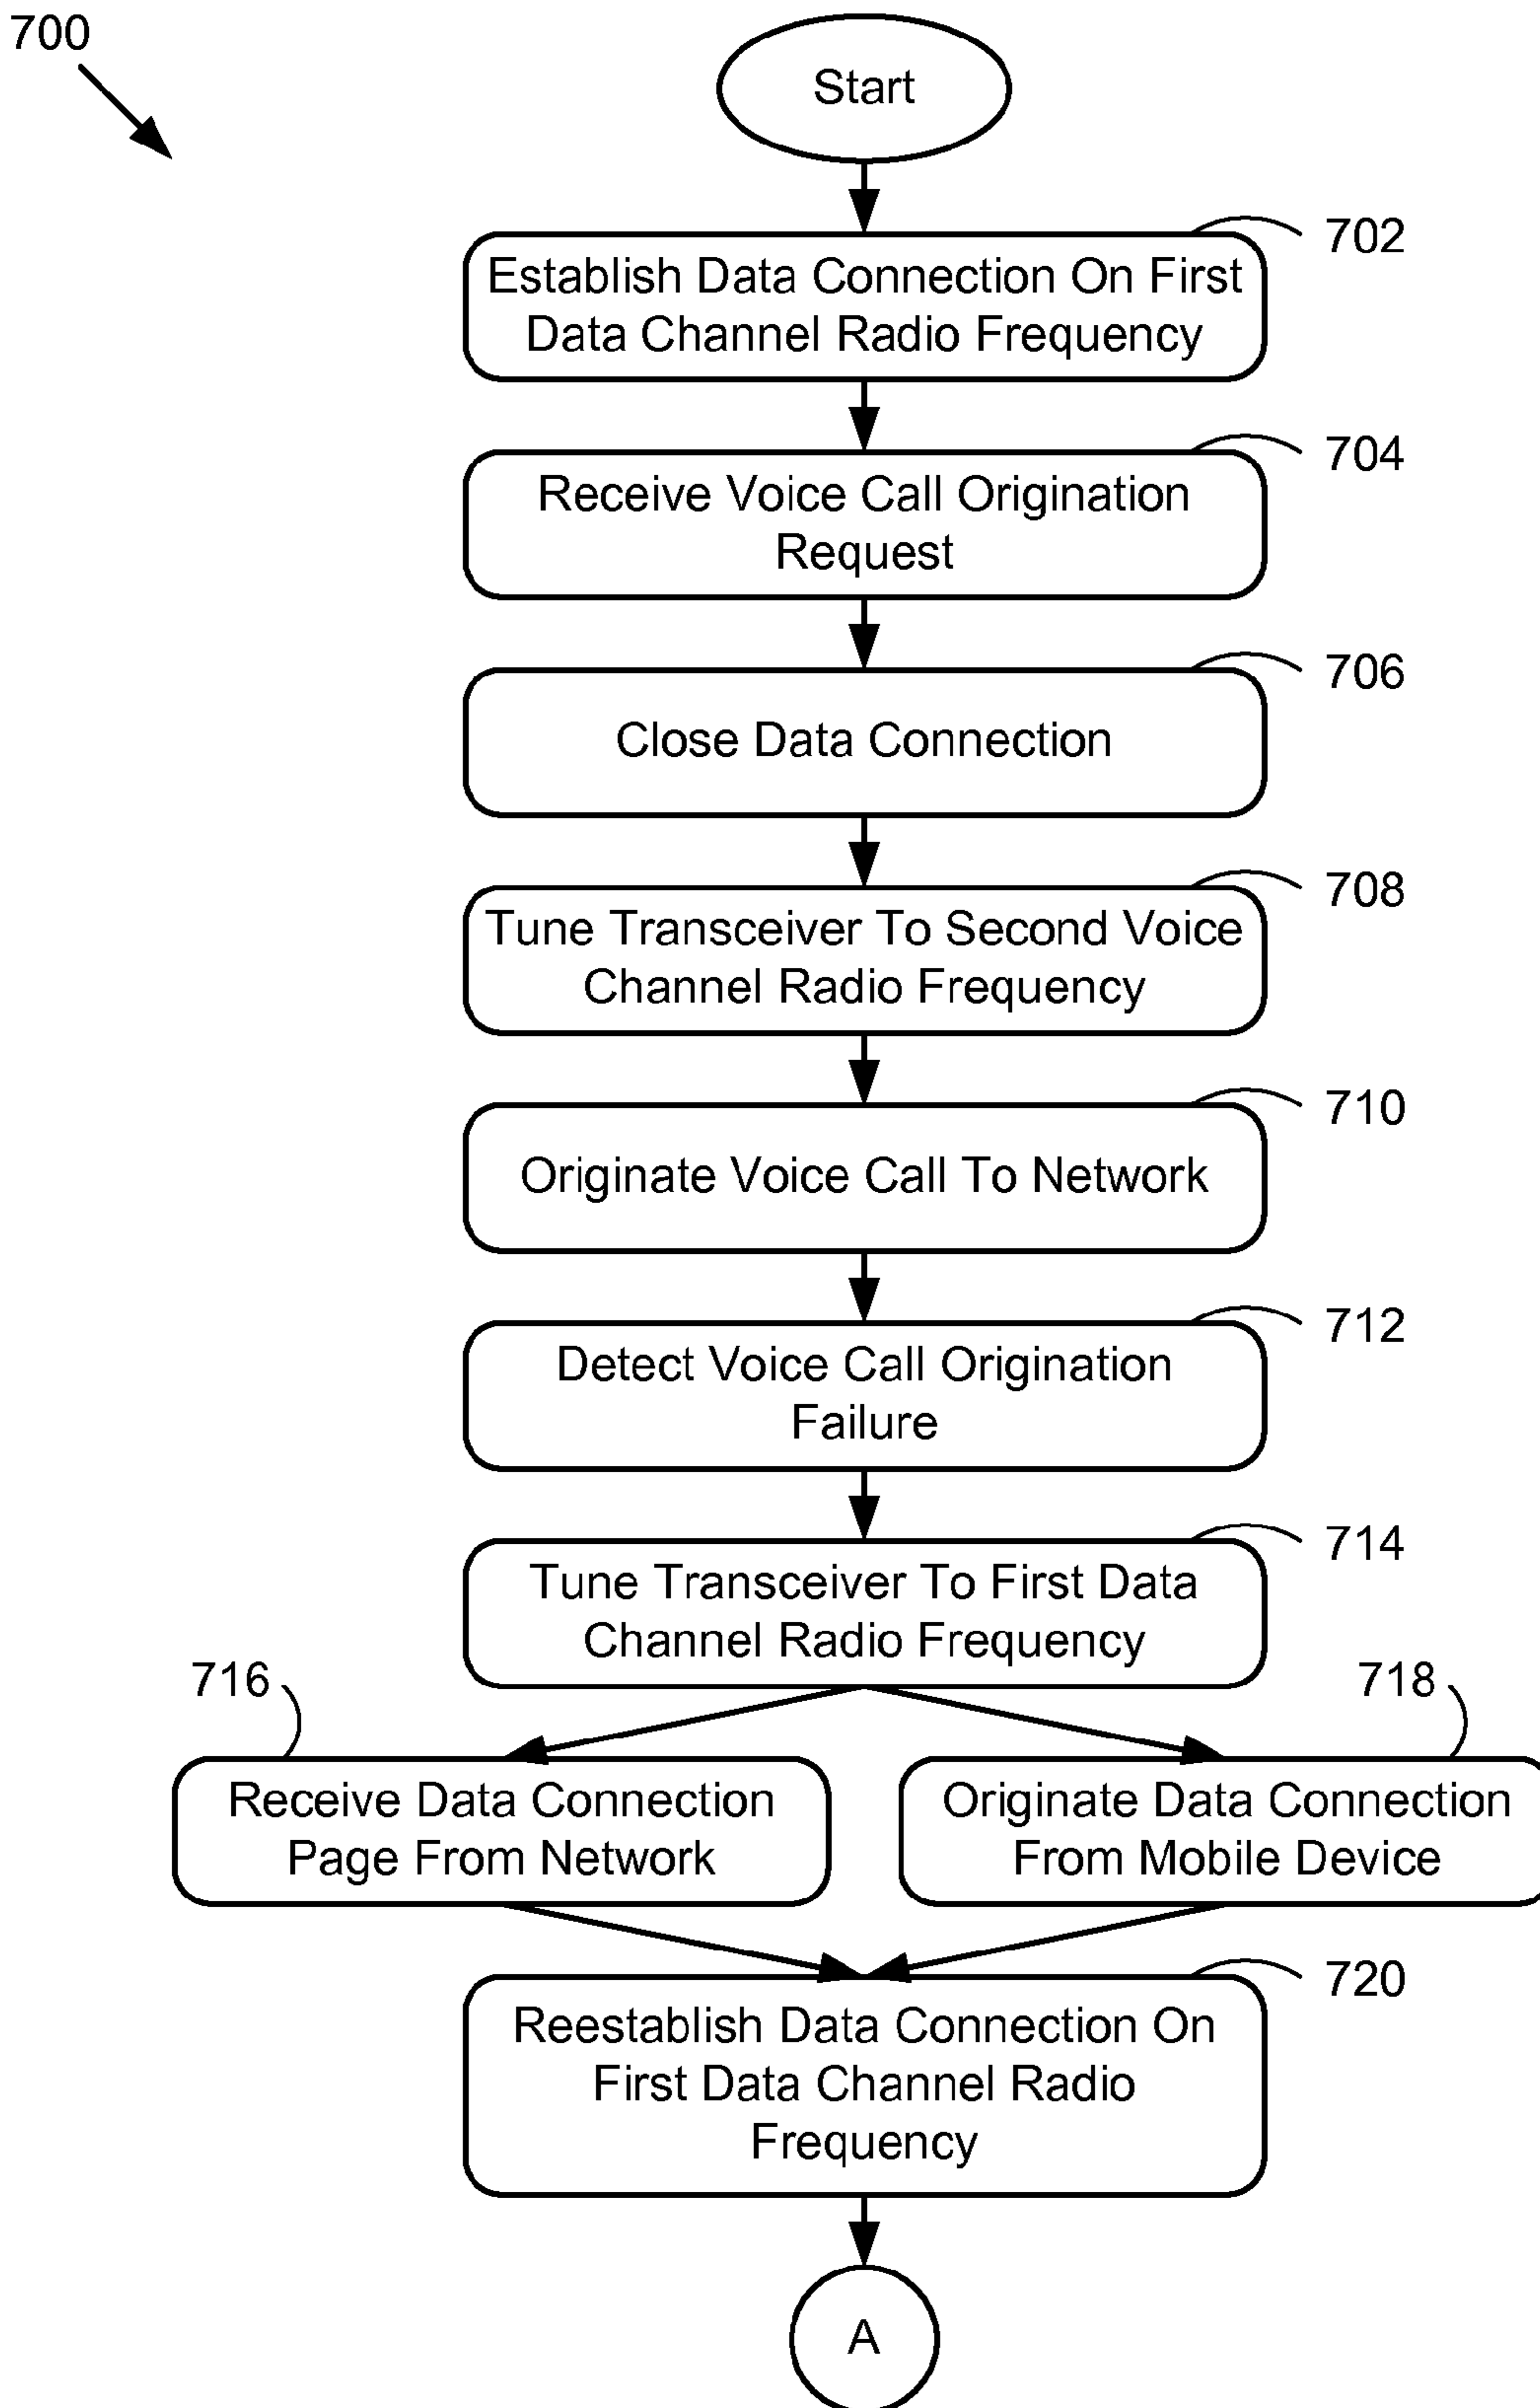 700
Start
702
Establish Data Connection On First
Data Channel Radio Frequency
704
Receive Voice Call Origination
Request
706
Close Data Connection
708
Tune Transceiver To Second Voice
Channel Radio Frequency
710
Originate Voice Call To Network
712
Detect Voice Call Origination
Failure
714
Tune Transceiver To First Data
Channel Radio Frequency
716
Receive Data Connection
Page From Network
718
Originate Data Connection
From Mobile Device
720
Reestablish Data Connection On
First Data Channel Radio
Frequency
A